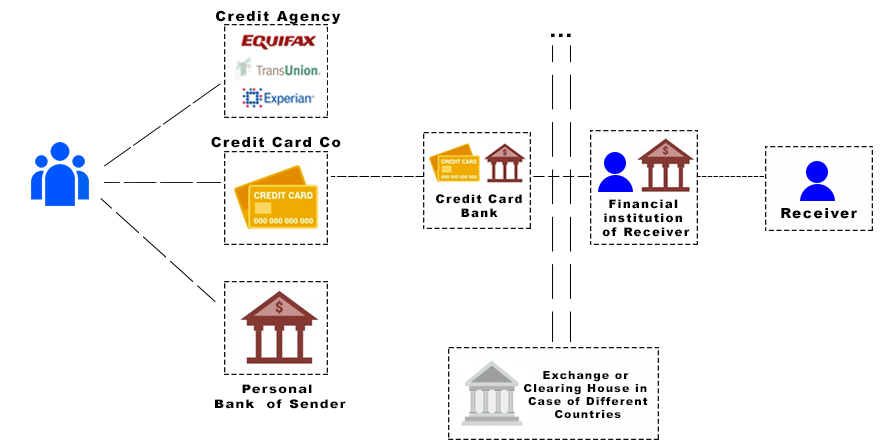 Credit Agency
EQUIFAX
TransUnion.
Experian™
Credit Card Co
CREDIT CARD
000 000 000 000
$
Personal
Bank of Sender
CREDIT CARD
000 000 000 000
$
Credit Card
Bank
...
$
Financial
institution
of Receiver
Receiver
Exchange or
Clearing House in
Case of Different
Countries